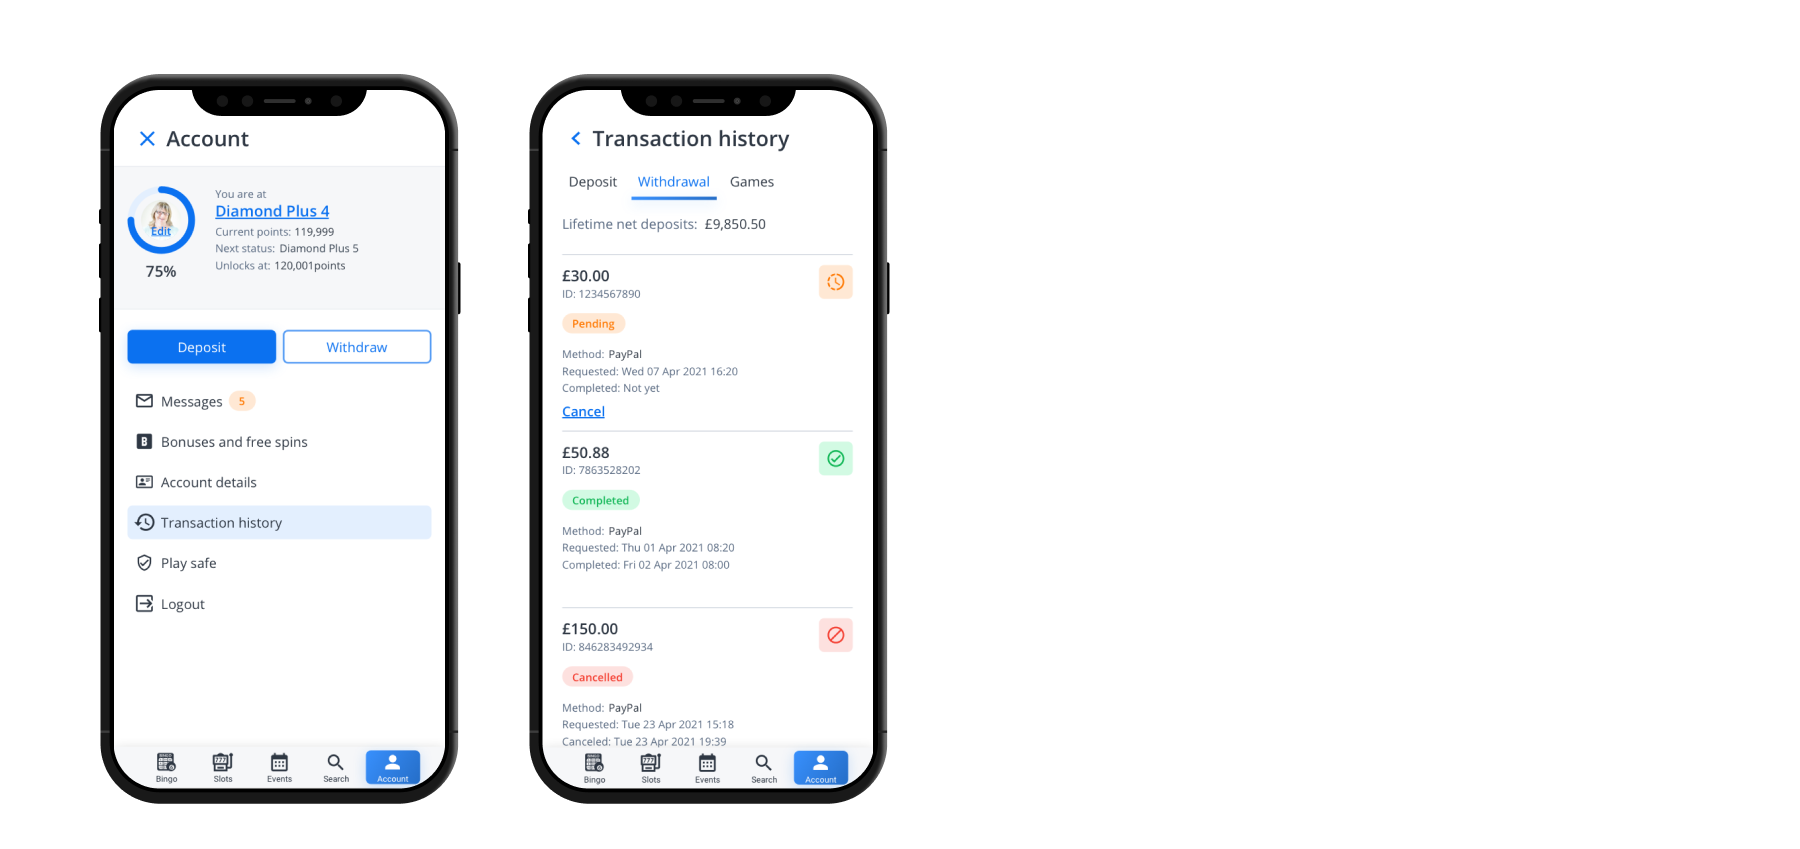 Account
You are at
Diamond Plus 4
Edit
Current points: 119,999
Next status: Diamond Plus 5
75%
Unlocks at: 120,001points
Deposit
Withdraw
Messages 5
B Bonuses and free spins
Account details
Transaction history
Play safe
Logout
Bingo
Slots
Events
Search
Account
Transaction history
Deposit
Withdrawal
Games
Lifetime net deposits: £9,850.50
£30.00
ID: 1234567890
Pending
Method: PayPal
Requested: Wed 07 Apr 2021 16:20
Completed: Not yet
Cancel
£50.88
ID: 7863528202
Completed
Method: PayPal
Requested: Thu 01 Apr 2021 08:20
Completed: Fri 02 Apr 2021 08:00
£150.00
ID: 846283492934
Cancelled
Method: PayPal
Requested: Tue 23 Apr 2021 15:18
Canceled: Tue 23 Apr 2021 19:39
Bingo
Slots
Events
Search
Account